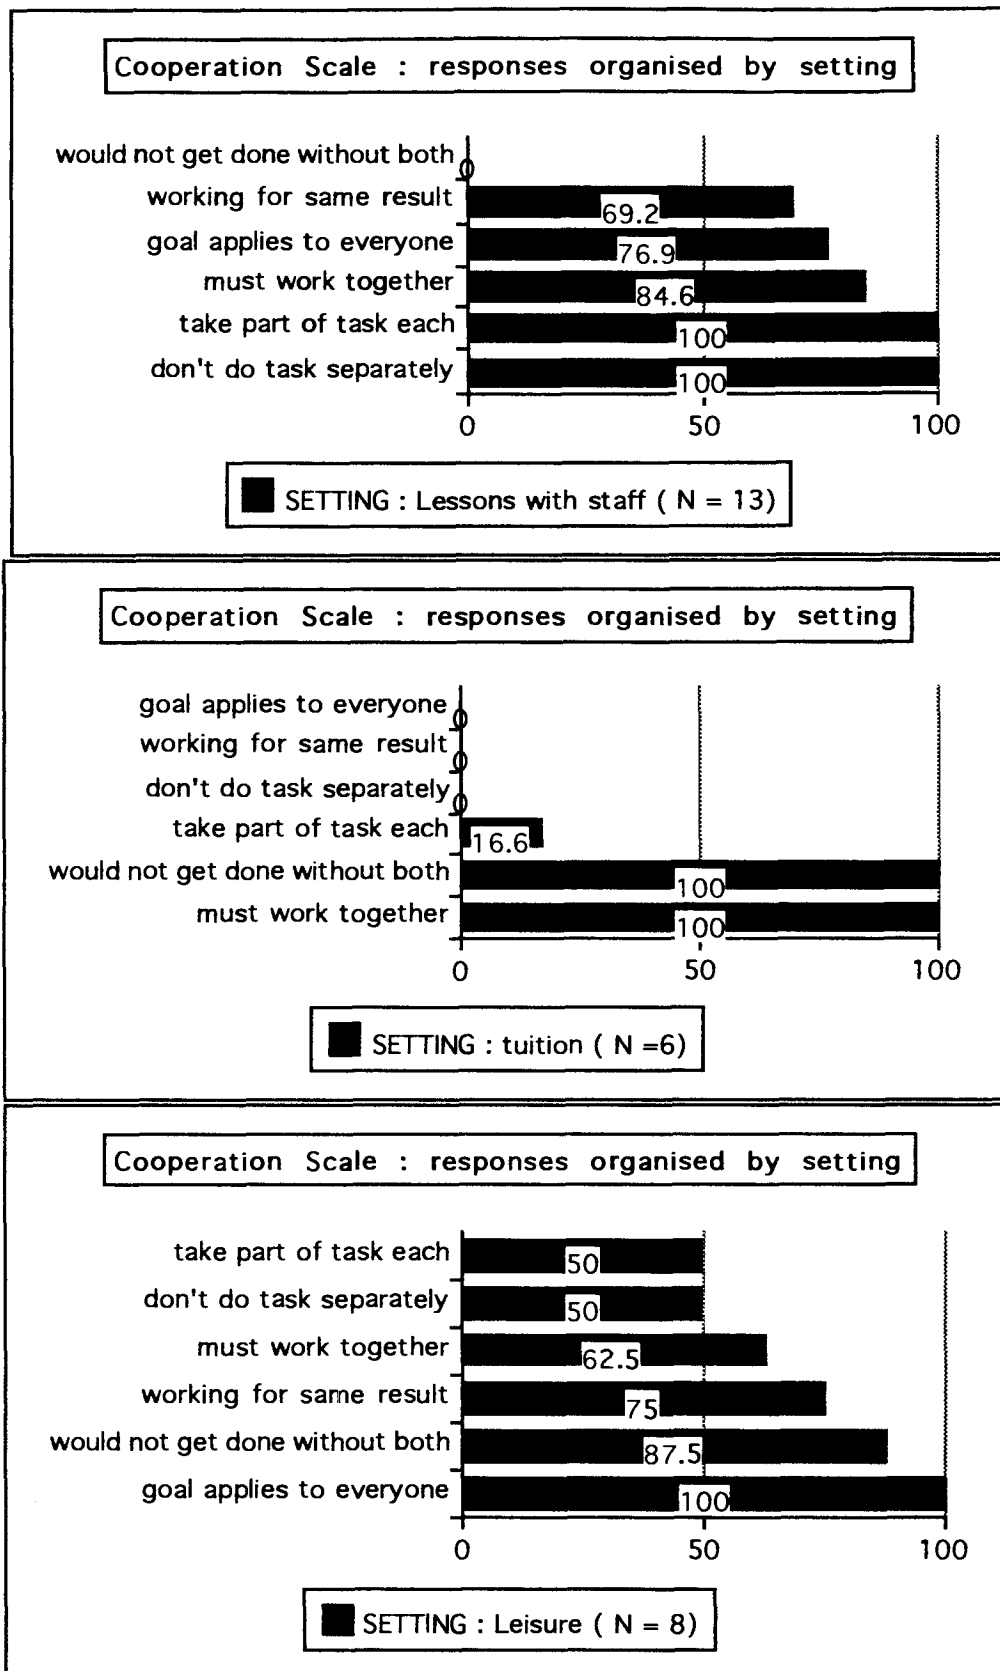 Cooperation Scale : responses organised by setting
would not get done without both 0
working for same result 69.2
goal applies to everyone 76.9
must work together 84.6
take part of task each 100
don't do task separately 100
0 50 100
SETTING : Lessons with staff ( N = 13)
Cooperation Scale : responses organised by setting
goal applies to everyone 0
working for same result 0
don't do task separately 0
take part of task each 16.6
would not get done without both 100
must work together 100
0 50 100
SETTING : tuition ( N =6)
Cooperation Scale : responses organised by setting
take part of task each 50
don't do task separately 50
must work together 62.5
working for same result 75
would not get done without both 87.5
goal applies to everyone 100
0 50 100
SETTING : Leisure ( N = 8)